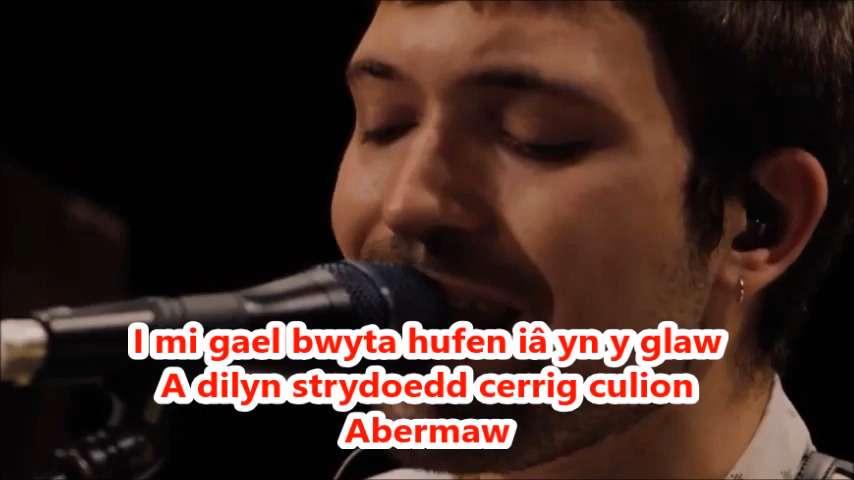 I mi gael bwyta hufen iâ yn y glaw
A dilyn strydoedd cerrig culion
Abermaw